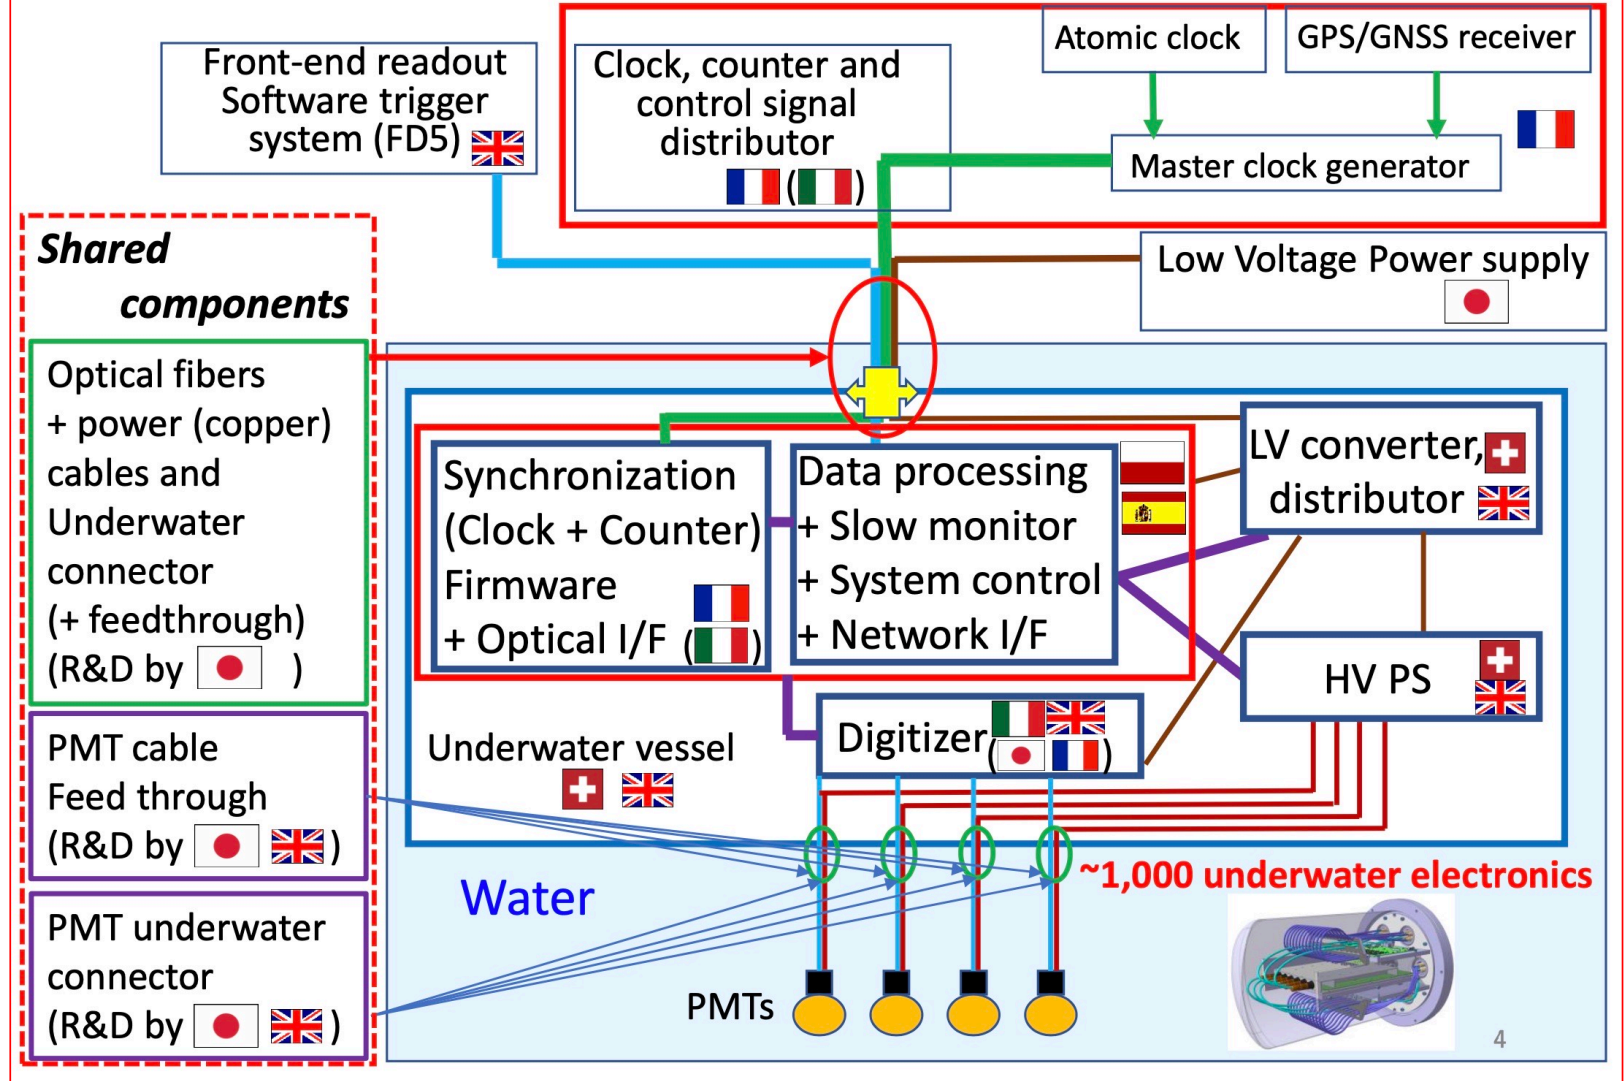 Front-end readout
Software trigger
system (FD5)
Clock, counter and
control signal
distributor
( )
Atomic clock
GPS/GNSS receiver
Master clock generator
Low Voltage Power supply
Shared
components
Optical fibers
+ power (copper)
cables and
Underwater
connector
(+ feedthrough)
(R&D by )
PMT cable
Feed through
(R&D by )
PMT underwater
connector
(R&D by )
Synchronization
(Clock + Counter)
Firmware
+ Optical I/F ( )
Data processing
+ Slow monitor
+ System control
+ Network I/F
LV converter,
distributor
HV PS
Digitizer
( )
Underwater vessel
Water
~1,000 underwater electronics
PMTs
4